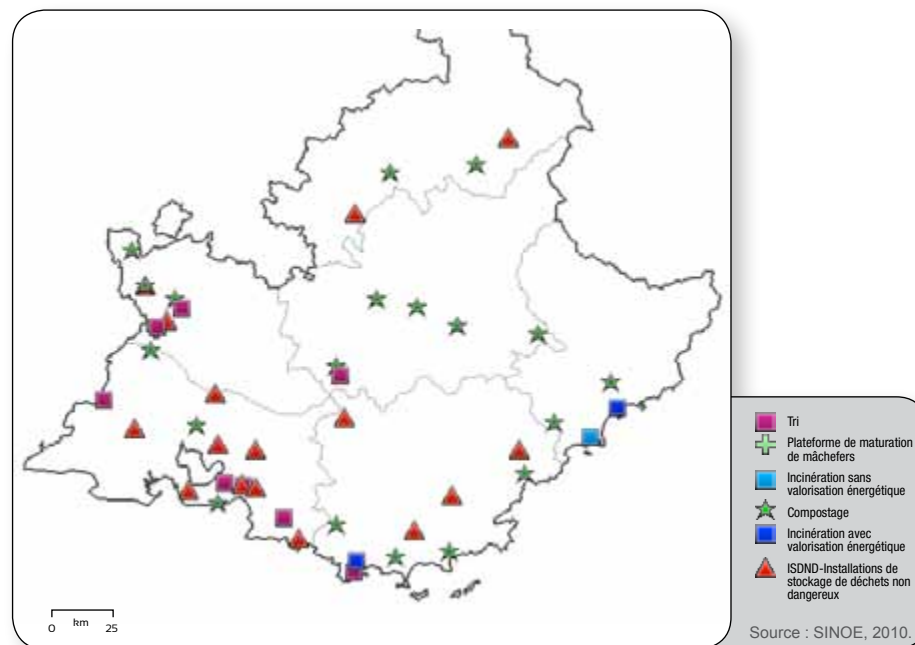 km
0 25
Tri
Plateforme de maturation
de mâchefers
Incinération sans
valorisation énergétique
Compostage
Incinération avec
valorisation énergétique
ISDND-Installations de
stockage de déchets non
dangereux
Source : SINOE, 2010.